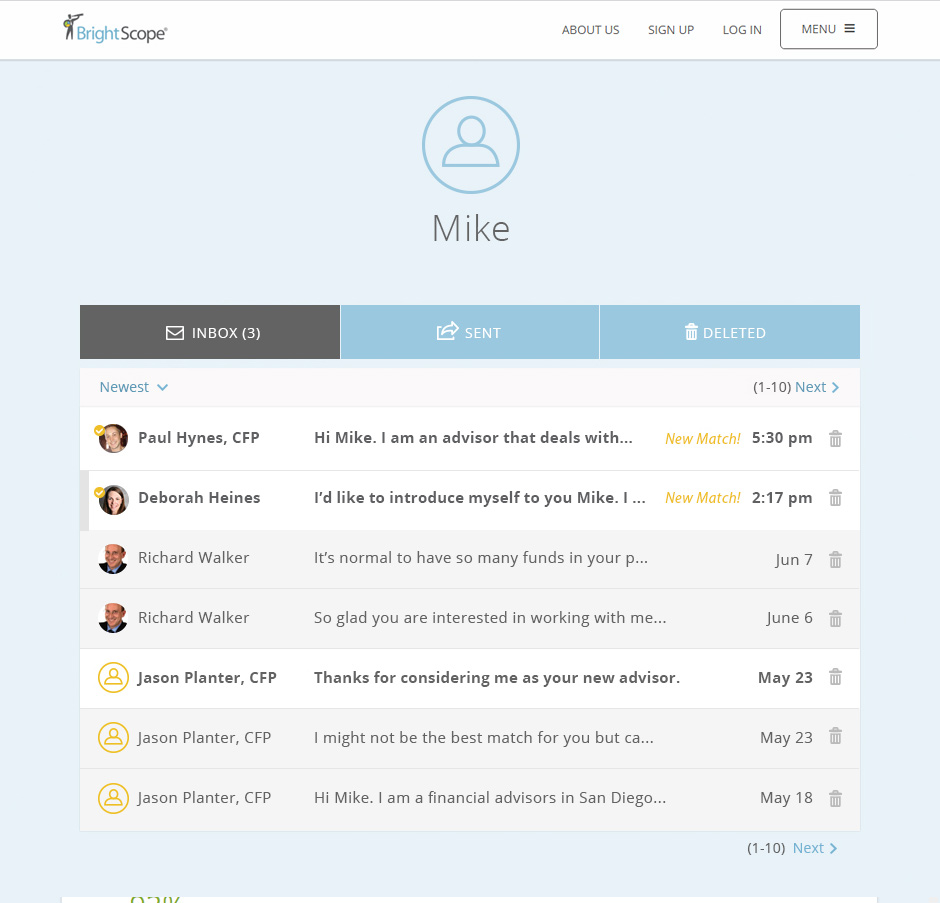 BrightScope
ABOUT US SIGN UP LOG IN MENU
Mike
INBOX (3) SENT DELETED
Newest (1-10) Next
Paul Hynes, CFP Hi Mike. I am an advisor that deals with... New Match! 5:30 pm
Deborah Heines I’d like to introduce myself to you Mike. I ... New Match! 2:17 pm
Richard Walker It’s normal to have so many funds in your p... Jun 7
Richard Walker So glad you are interested in working with me... June 6
Jason Planter, CFP Thanks for considering me as your new advisor. May 23
Jason Planter, CFP I might not be the best match for you but ca... May 23
Jason Planter, CFP Hi Mike. I am a financial advisors in San Diego... May 18
(1-10) Next